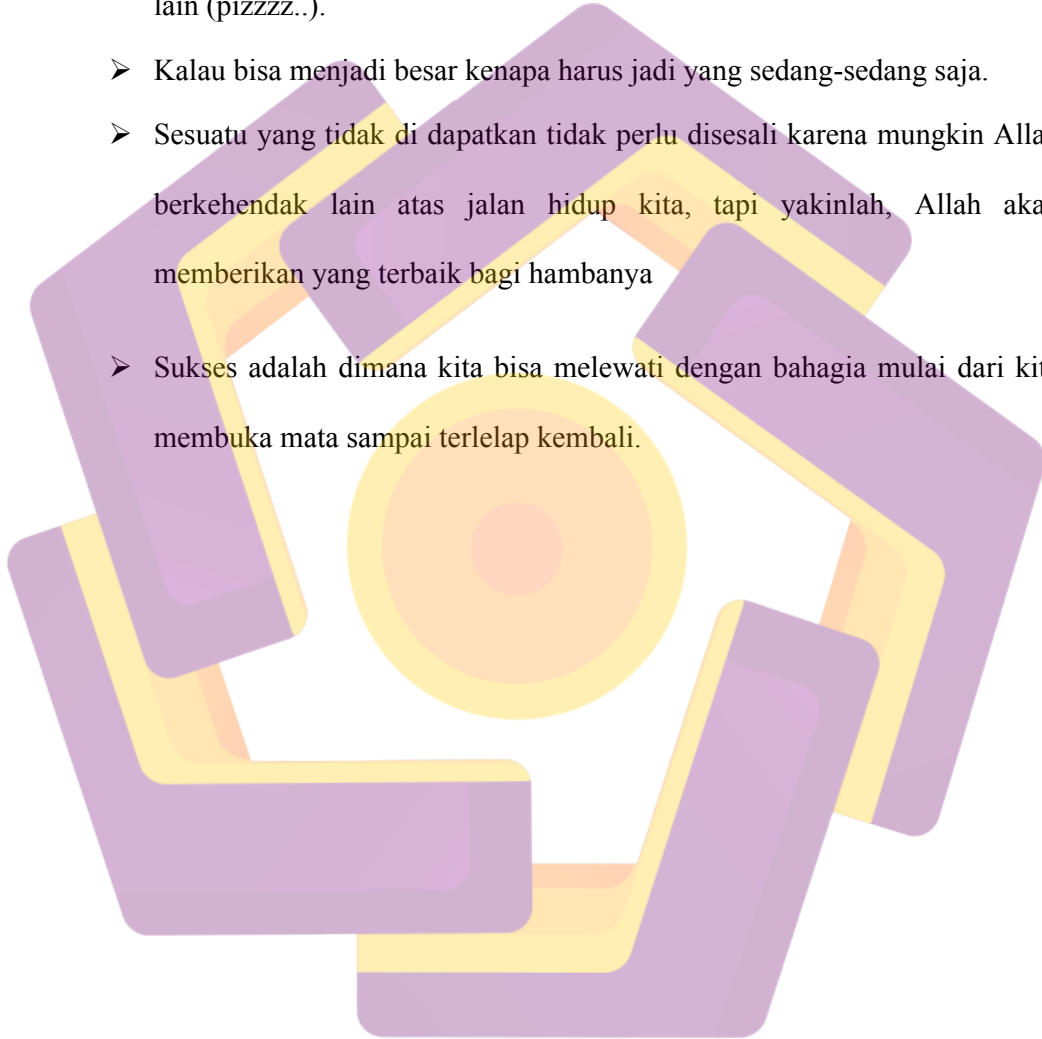 lain (pizzzz..).
➢ Kalau bisa menjadi besar kenapa harus jadi yang sedang-sedang saja.
➢ Sesuatu yang tidak di dapatkan tidak perlu disesali karena mungkin Alla
berkehendak lain atas jalan hidup kita, tapi yakinlah, Allah aka
memberikan yang terbaik bagi hambanya
➢ Sukses adalah dimana kita bisa melewati dengan bahagia mulai dari kit
membuka mata sampai terlelap kembali.